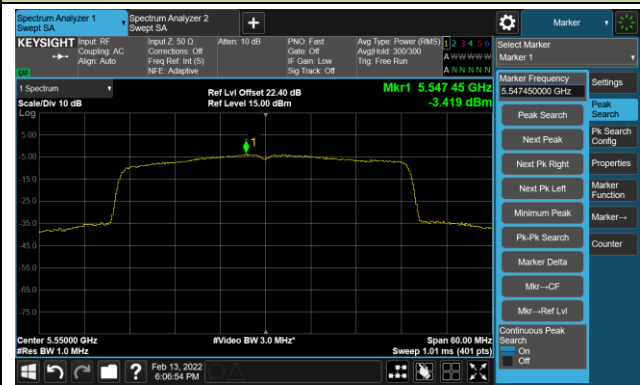 Spectrum Analyzer 1
Swept SA
Spectrum Analyzer 2
Swept SA
+
Marker
KEYSIGHT
Input: RF
Coupling: AC
Align: Auto
Input Z: 50 Ω
Corrections: Off
Freq Ref: Int (S)
NFE: Adaptive
Atten: 10 dB
PNO: Fast
Gate: Off
IF Gain: Low
Sig Track: Off
Avg Type: Power (RMS)
Avg|Hold: 300/300
Trig: Free Run
1 2 3 4 5 6
A W W W W W
A N N N N N
Select Marker
Marker 1
LXI
1 Spectrum
Scale/Div 10 dB
Log
Ref Lvl Offset 22.40 dB
Ref Level 15.00 dBm
Mkr1 5.547 45 GHz
-3.419 dBm
1
5.00
-5.00
-15.0
-25.0
-35.0
-45.0
-55.0
-65.0
-75.0
Center 5.55000 GHz
#Res BW 1.0 MHz
#Video BW 3.0 MHz*
Span 60.00 MHz
Sweep 1.01 ms (401 pts)
Marker Frequency
5.547450000 GHz
Peak Search
Next Peak
Next Pk Right
Next Pk Left
Minimum Peak
Pk-Pk Search
Marker Delta
Mkr→CF
Mkr→Ref Lvl
Continuous Peak
Search
On
Off
Settings
Peak
Search
Pk Search
Config
Properties
Marker
Function
Marker→
Counter
?
Feb 13, 2022
6:06:54 PM